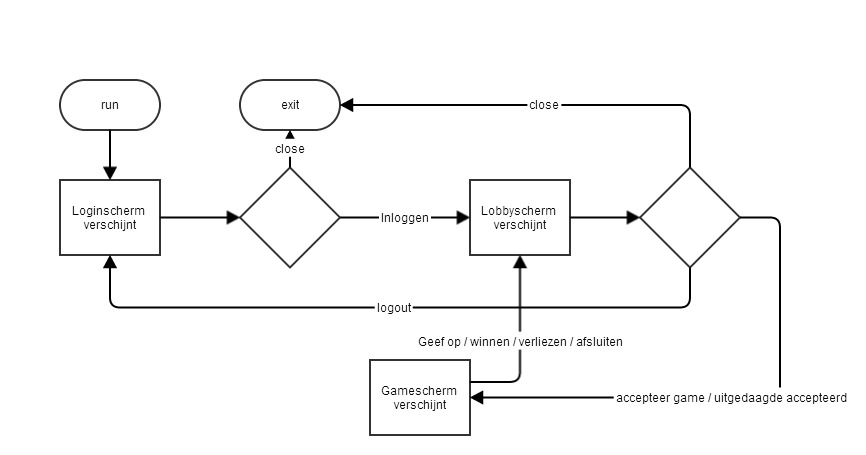 run
exit
close
close
Loginscherm
verschijnt
Inloggen
Lobbyscherm
verschijnt
logout
Geef op / winnen / verliezen / afsluiten
Gamescherm
verschijnt
accepteer game / uitgedaagde accepteerd